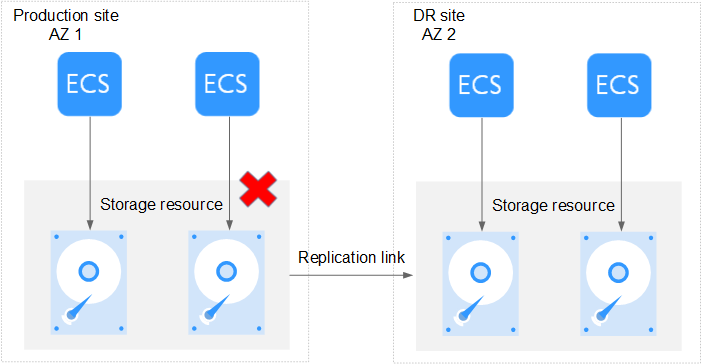 Production site
AZ 1
DR site
AZ 2
ECS
ECS
ECS
ECS
Storage resource
Storage resource
Replication link